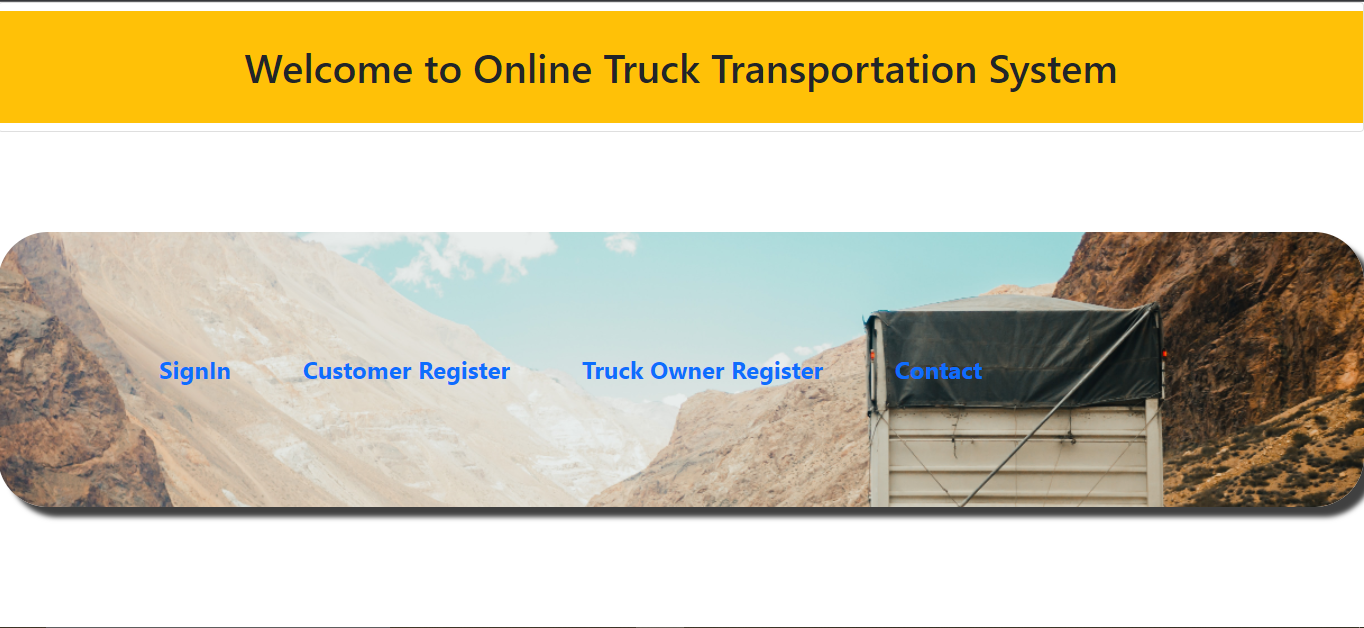 Welcome to Online Truck Transportation System
SignIn Customer Register Truck Owner Register Contact